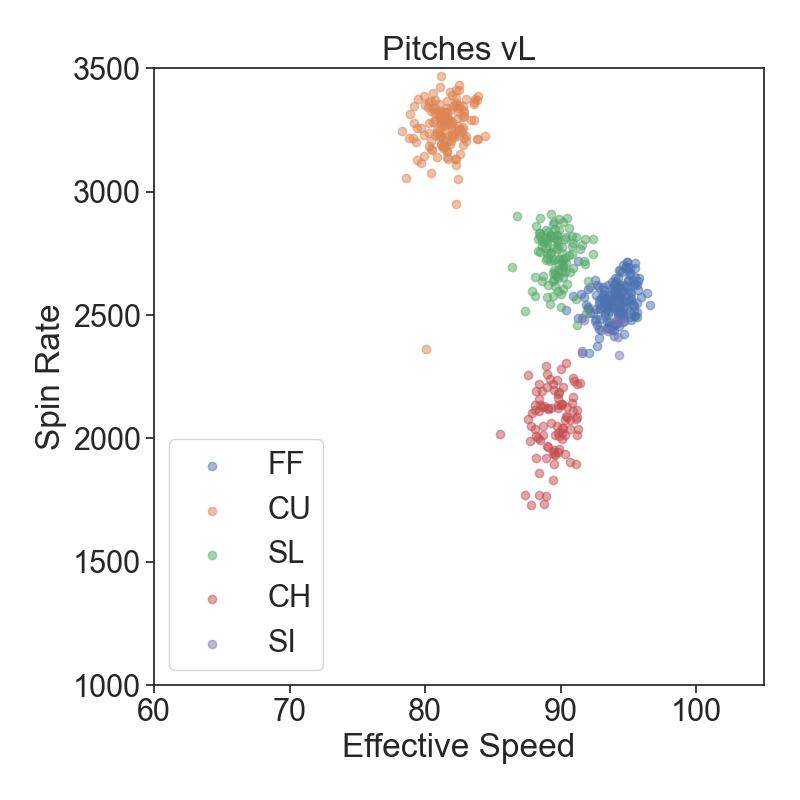 Pitches vL
3500
3000
2500
2000
1500
1000
Spin Rate
FF
CU
SL
CH
SI
60 70 80 90 100
Effective Speed